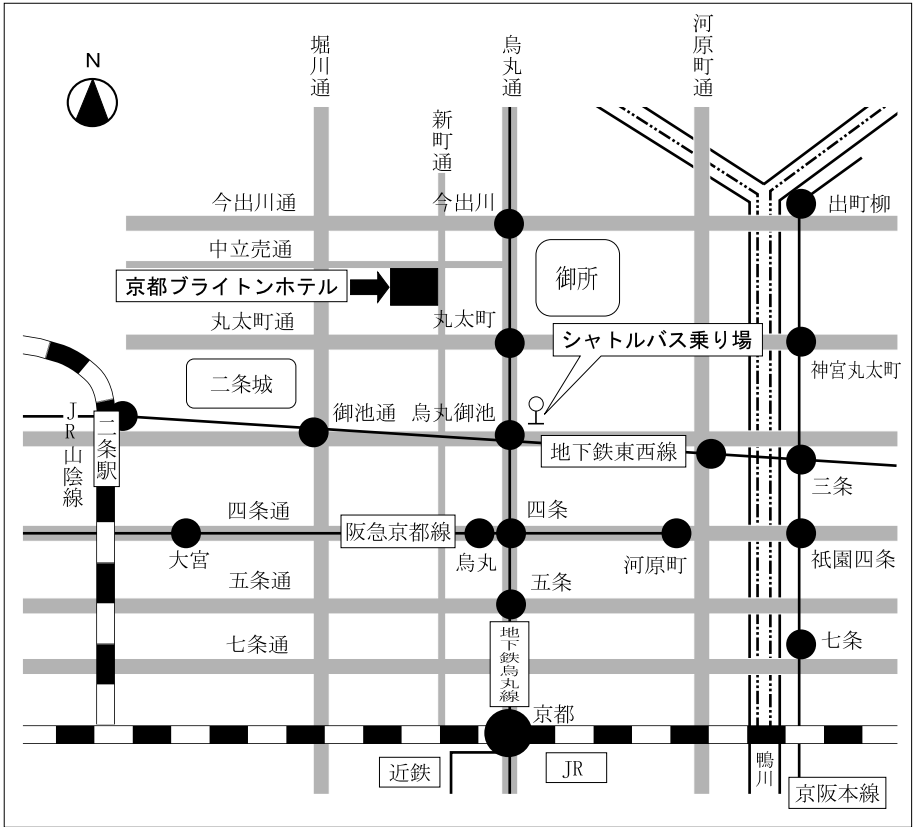 堀川通
烏丸通
河原町通
N
新町通
今出川通
今出川
出町柳
中立売通
御所
京都ブライトンホテル
丸太町通
丸太町
シャトルバス乗り場
神宮丸太町
二条城
JR山陰線
二条駅
御池通
烏丸御池
地下鉄東西線
三条
四条通
阪急京都線
四条
大宮
烏丸
河原町
祇園四条
五条通
五条
七条通
地下鉄烏丸線
七条
京都
近鉄
JR
鴨川
京阪本線